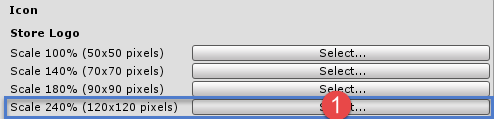 Icon
Store Logo
Scale 100% (50x50 pixels) Select...
Scale 140% (70x70 pixels) Select...
Scale 180% (90x90 pixels) Select...
Scale 240% (120x120 pixels) 1